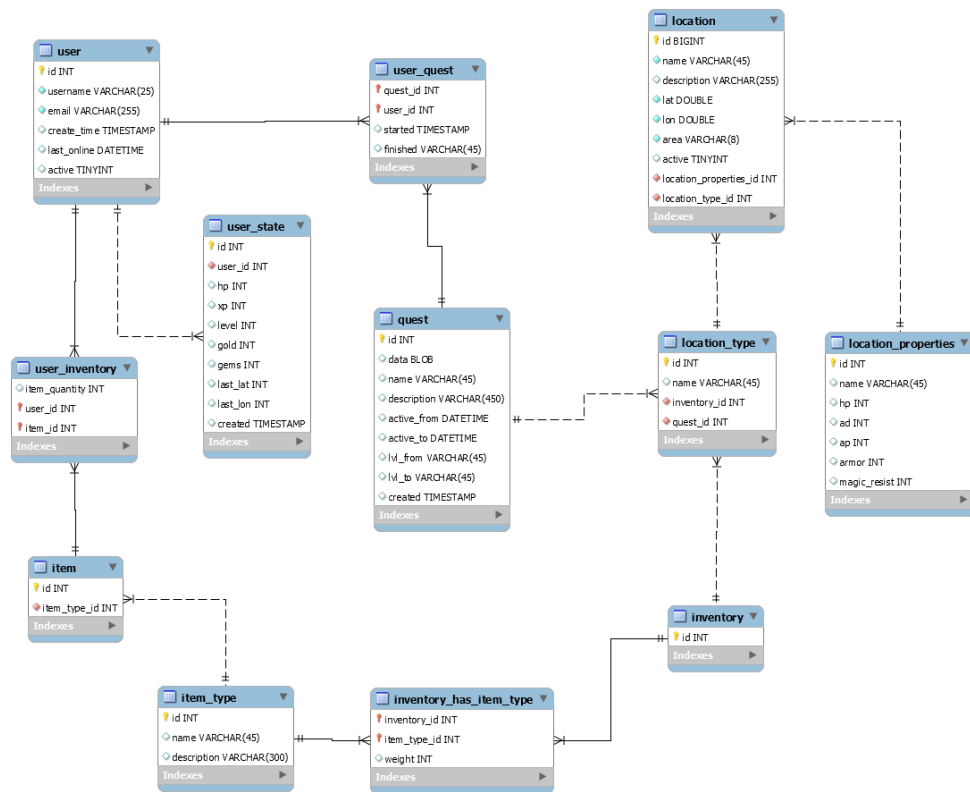 user
id INT
username VARCHAR(25)
email VARCHAR(255)
create_time TIMESTAMP
last_online DATETIME
active TINYINT
Indexes
user_quest
quest_id INT
user_id INT
started TIMESTAMP
finished VARCHAR(45)
Indexes
location
id BIGINT
name VARCHAR(45)
description VARCHAR(255)
lat DOUBLE
lon DOUBLE
area VARCHAR(8)
active TINYINT
location_properties_id INT
location_type_id INT
Indexes
user_state
id INT
user_id INT
hp INT
xp INT
level INT
gold INT
gems INT
last_lat INT
last_lon INT
created TIMESTAMP
Indexes
quest
id INT
data BLOB
name VARCHAR(45)
description VARCHAR(450)
active_from DATETIME
active_to DATETIME
lvl_from VARCHAR(45)
lvl_to VARCHAR(45)
created TIMESTAMP
Indexes
location_type
id INT
name VARCHAR(45)
inventory_id INT
quest_id INT
Indexes
location_properties
id INT
name VARCHAR(45)
hp INT
ad INT
ap INT
armor INT
magic_resist INT
Indexes
user_inventory
item_quantity INT
user_id INT
item_id INT
Indexes
item
id INT
item_type_id INT
Indexes
inventory
id INT
Indexes
item_type
id INT
name VARCHAR(45)
description VARCHAR(300)
Indexes
inventory_has_item_type
inventory_id INT
item_type_id INT
weight INT
Indexes